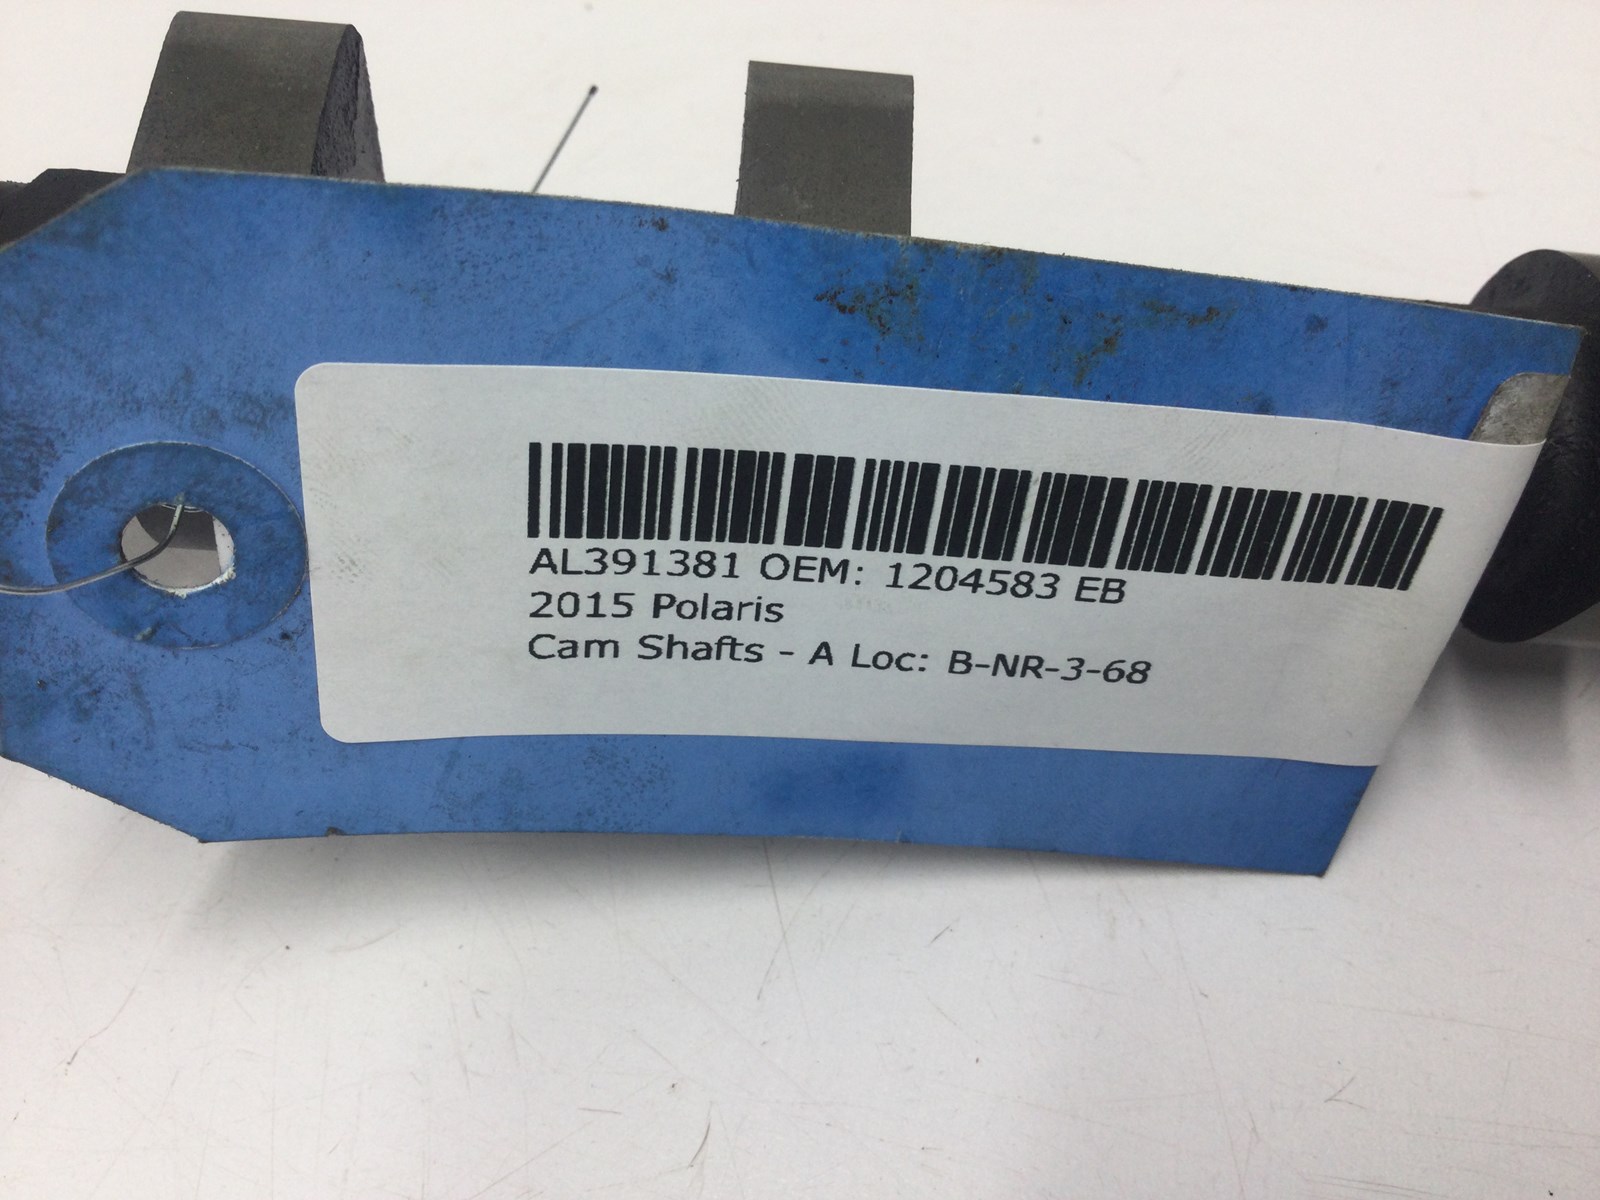 AL391381 OEM: 1204583 EB
2015 Polaris
Cam Shafts - A Loc: B-NR-3-68